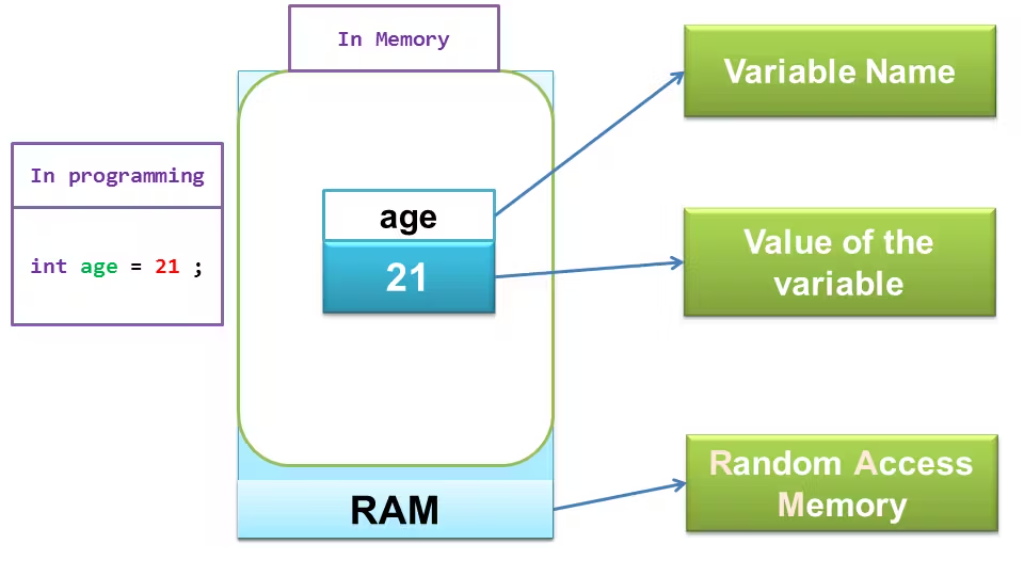 In Memory
Variable Name
In programming
age
int age = 21 ;
21
Value of the
variable
RAM
Random Access
Memory